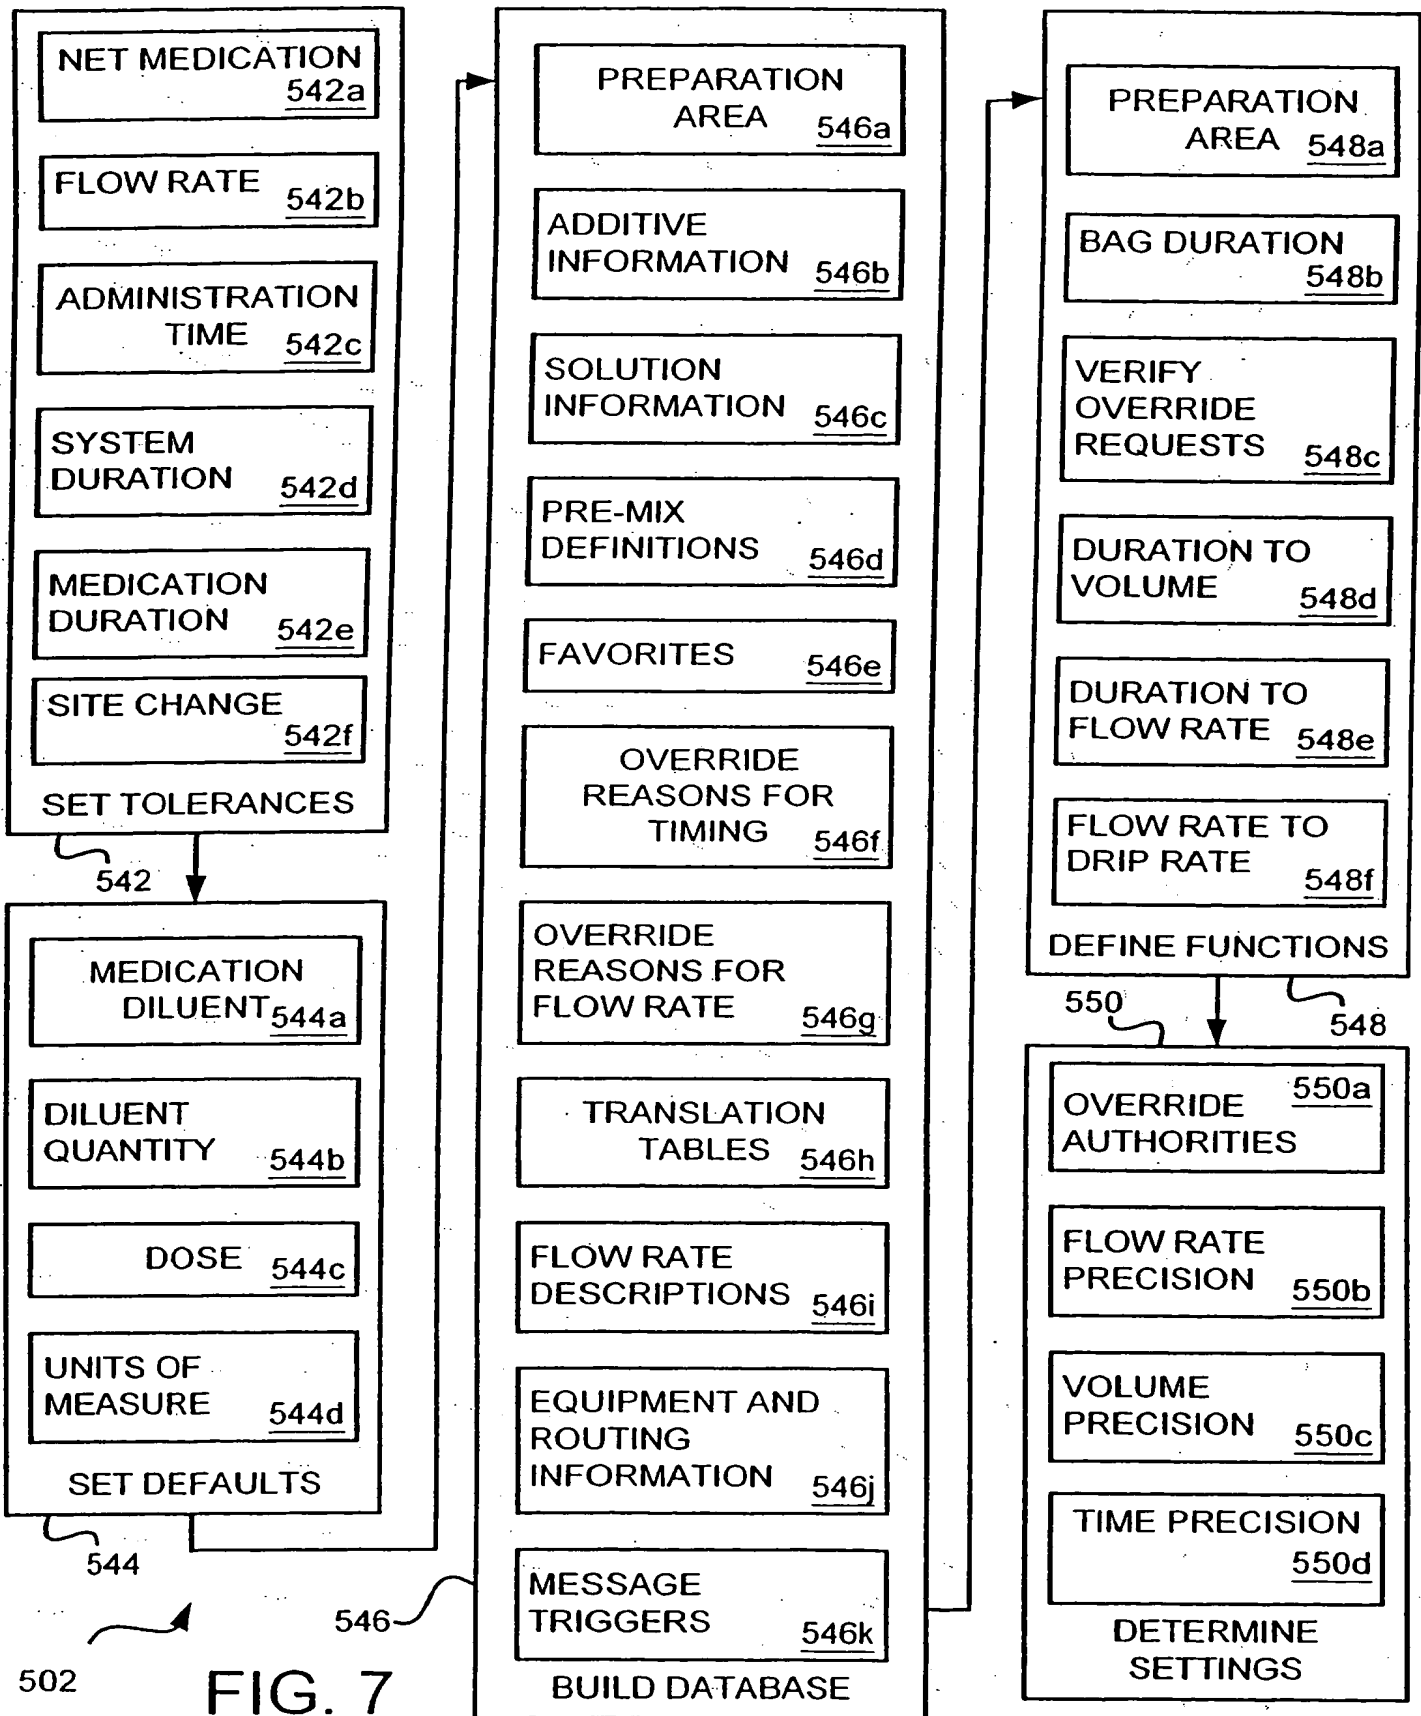 NET MEDICATION
542a
FLOW RATE
542b
ADMINISTRATION
TIME 542c
SYSTEM
DURATION 542d
MEDICATION
DURATION 542e
SITE CHANGE
542f
SET TOLERANCES
542
MEDICATION
DILUENT 544a
DILUENT
QUANTITY 544b
DOSE 544c
UNITS OF
MEASURE 544d
SET DEFAULTS
544
502
FIG. 7
PREPARATION
AREA 546a
ADDITIVE
INFORMATION 546b
SOLUTION
INFORMATION 546c
PRE-MIX
DEFINITIONS 546d
FAVORITES 546e
OVERRIDE
REASONS FOR
TIMING 546f
OVERRIDE
REASONS FOR
FLOW RATE 546g
TRANSLATION
TABLES 546h
FLOW RATE
DESCRIPTIONS 546i
EQUIPMENT AND
ROUTING
INFORMATION 546j
MESSAGE
TRIGGERS 546k
BUILD DATABASE
546
PREPARATION
AREA 548a
BAG DURATION
548b
VERIFY
OVERRIDE
REQUESTS 548c
DURATION TO
VOLUME 548d
DURATION TO
FLOW RATE 548e
FLOW RATE TO
DRIP RATE 548f
DEFINE FUNCTIONS
548
550
550a
OVERRIDE
AUTHORITIES
FLOW RATE
PRECISION 550b
VOLUME
PRECISION 550c
TIME PRECISION
550d
DETERMINE
SETTINGS